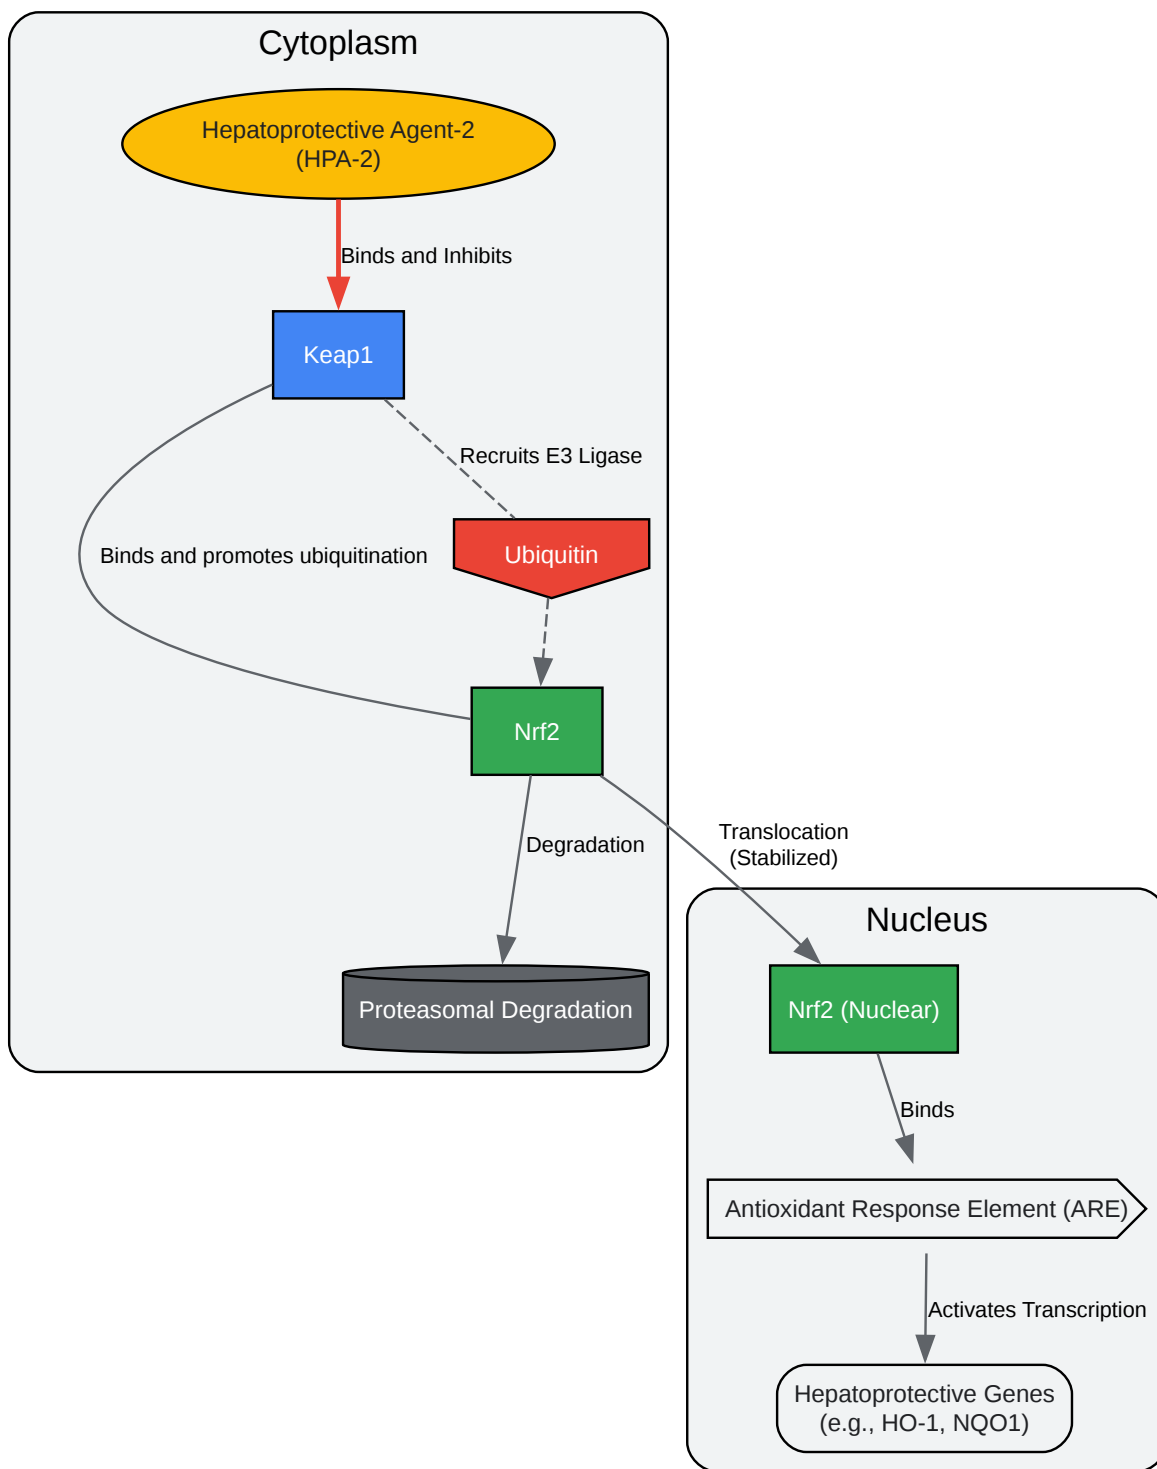 Cytoplasm
Hepatoprotective Agent-2
(HPA-2)
Binds and Inhibits
Keap1
Recruits E3 Ligase
Binds and promotes ubiquitination
Ubiquitin
Nrf2
Degradation
Translocation
(Stabilized)
Proteasomal Degradation
Nucleus
Nrf2 (Nuclear)
Binds
Antioxidant Response Element (ARE)
Activates Transcription
Hepatoprotective Genes
(e.g., HO-1, NQO1)